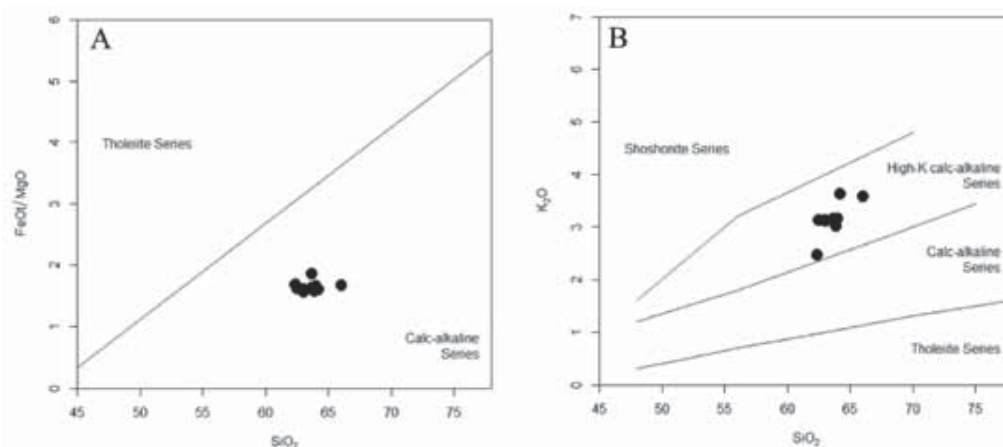 A
6
5
4
3
2
1
0
FeOt/MgO
Tholeiite Series
Calc-alkaline
Series
45 50 55 60 65 70 75
SiO₂
B
7
6
5
4
3
2
1
0
K₂O
Shoshonite Series
High-K calc-alkaline
Series
Calc-alkaline
Series
Tholeiite Series
45 50 55 60 65 70 75
SiO₂